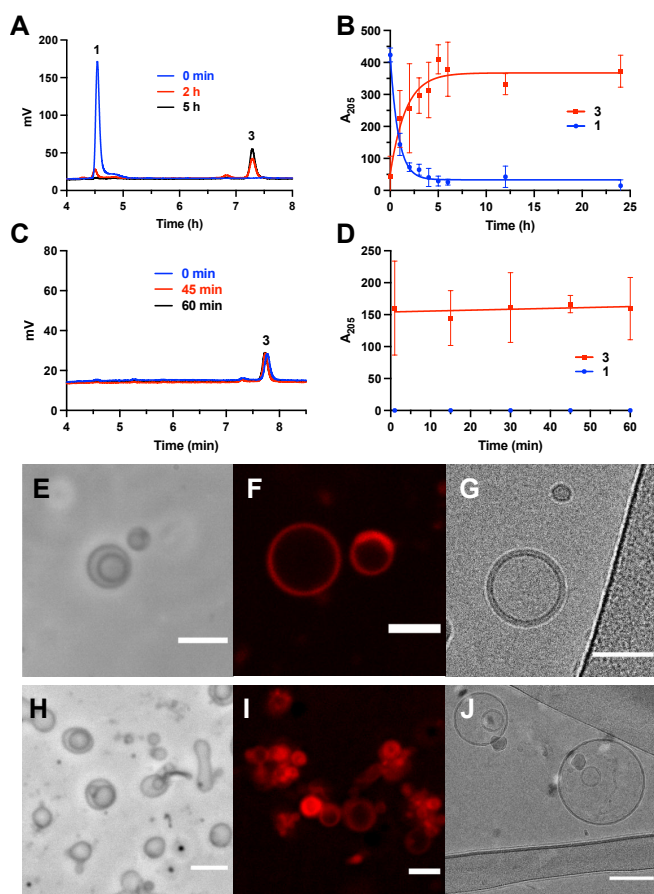 A
mV
200
150
100
50
0
1
0 min
2 h
5 h
3
4 5 6 7 8
Time (h)
B
A205
500
400
300
200
100
0
3
1
0 5 10 15 20 25
Time (h)
C
mV
80
60
40
20
0
0 min
45 min
60 min
3
4 5 6 7 8
Time (min)
D
A205
250
200
150
100
50
0
3
1
0 10 20 30 40 50 60
Time (min)
E
F
G
H
I
J